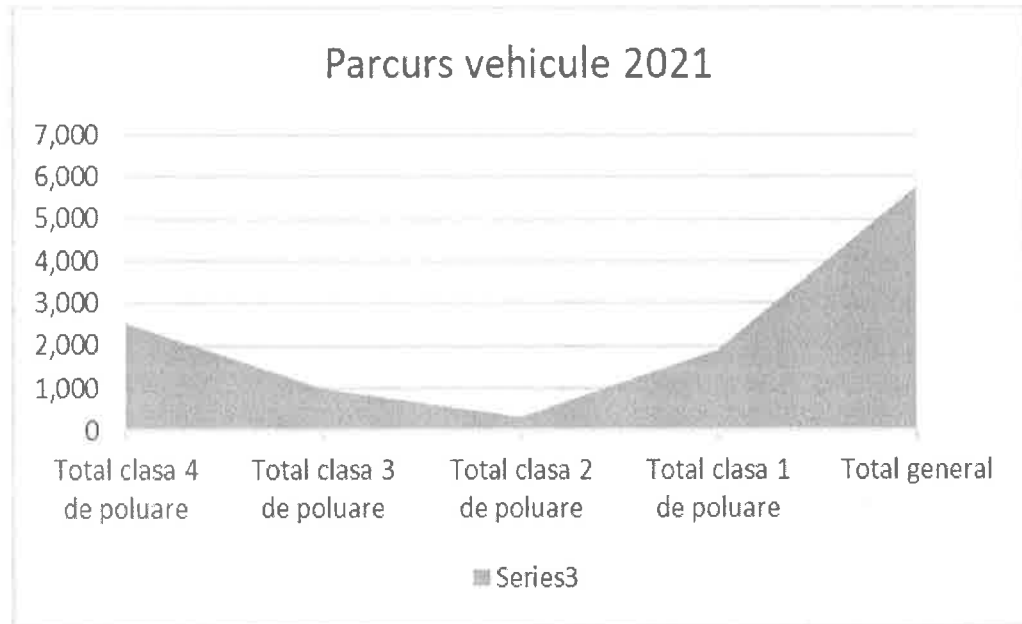 Parcurs vehicule 2021
7,000
6,000
5,000
4,000
3,000
2,000
1,000
0
Total clasa 4
de poluare
Total clasa 3
de poluare
Total clasa 2
de poluare
Total clasa 1
de poluare
Total general
Series3